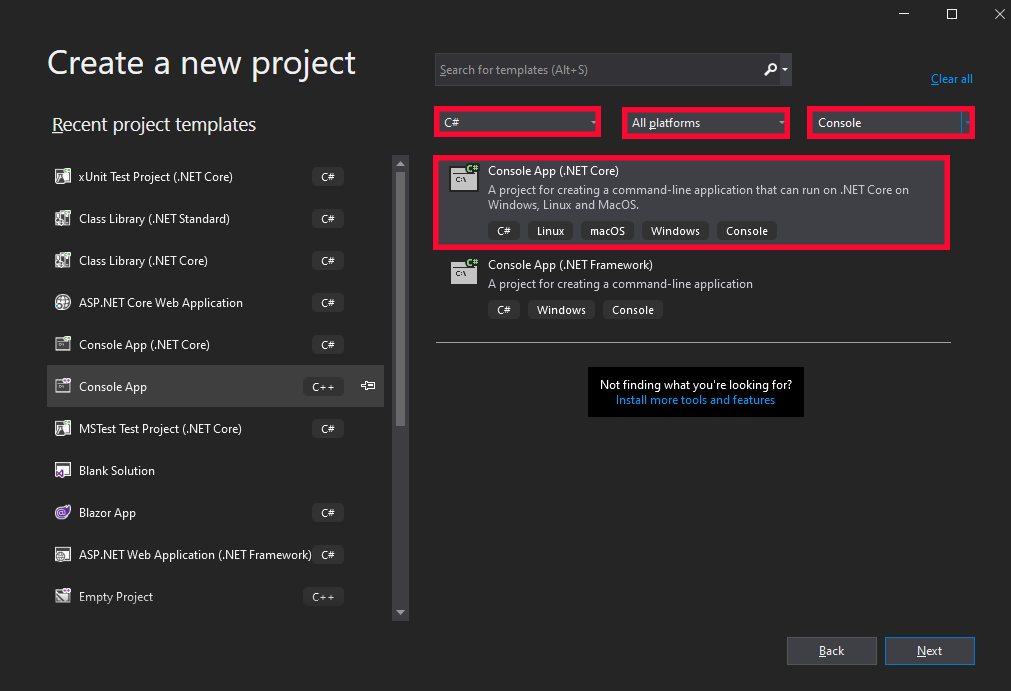 Create a new project
Recent project templates
xUnit Test Project (.NET Core) C#
Class Library (.NET Standard) C#
Class Library (.NET Core) C#
ASP.NET Core Web Application C#
Console App (.NET Core) C#
Console App C++
MSTest Test Project (.NET Core) C#
Blank Solution
Blazor App C#
ASP.NET Web Application (.NET Framework) C#
Empty Project C++
Search for templates (Alt+S)
Clear all
C# All platforms Console
C#
C:\
Console App (.NET Core)
A project for creating a command-line application that can run on .NET Core on
Windows, Linux and MacOS.
C# Linux macOS Windows Console
C#
C:\
Console App (.NET Framework)
A project for creating a command-line application
C# Windows Console
Not finding what you're looking for?
Install more tools and features
Back Next